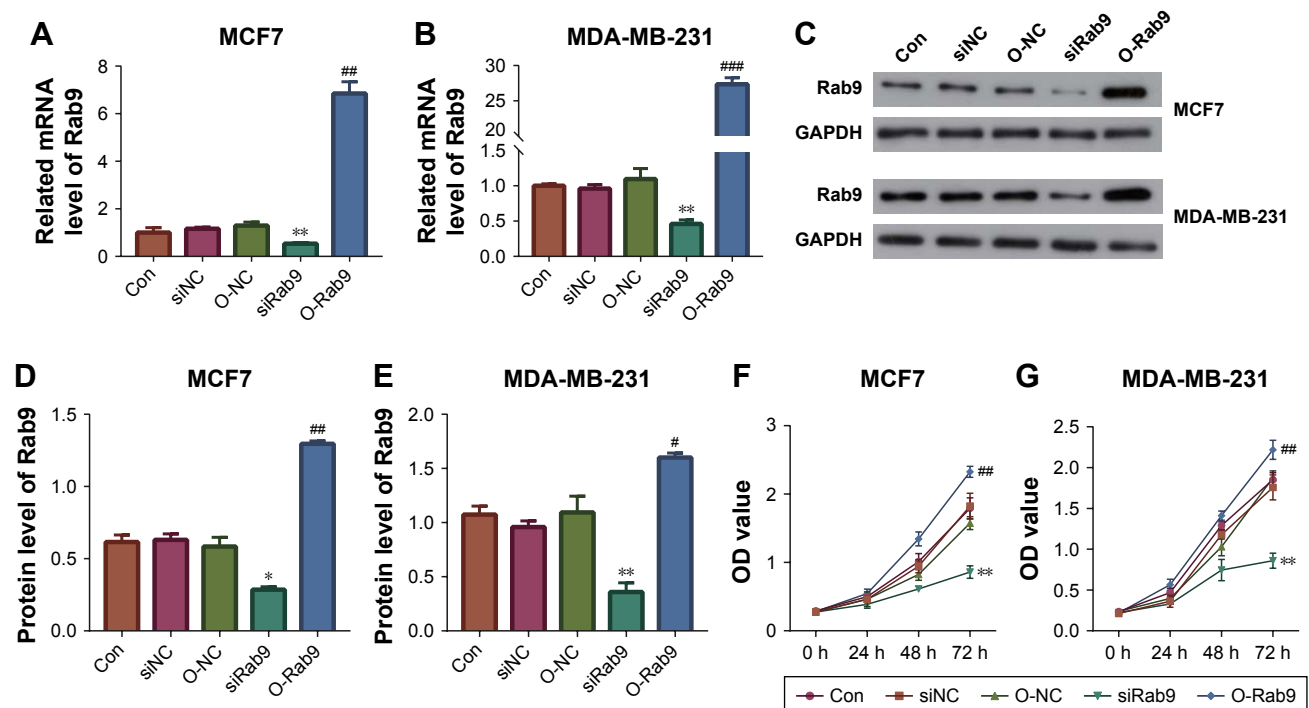 A
MCF7
Related mRNA
level of Rab9
8
6
4
2
0
##
**
Con
siNC
O-NC
siRab9
O-Rab9
B
MDA-MB-231
Related mRNA
level of Rab9
30
25
20
1.5
1.0
0.5
0.0
###
**
Con
siNC
O-NC
siRab9
O-Rab9
C
Con
siNC
O-NC
siRab9
O-Rab9
Rab9
GAPDH
MCF7
Rab9
GAPDH
MDA-MB-231
D
MCF7
Protein level of Rab9
1.5
1.0
0.5
0.0
##
*
Con
siNC
O-NC
siRab9
O-Rab9
E
MDA-MB-231
Protein level of Rab9
2.0
1.5
1.0
0.5
0.0
#
**
Con
siNC
O-NC
siRab9
O-Rab9
F
MCF7
OD value
3
2
1
0
##
**
0 h 24 h 48 h 72 h
G
MDA-MB-231
OD value
2.5
2.0
1.5
1.0
0.5
0.0
##
**
0 h 24 h 48 h 72 h
Con siNC O-NC siRab9 O-Rab9